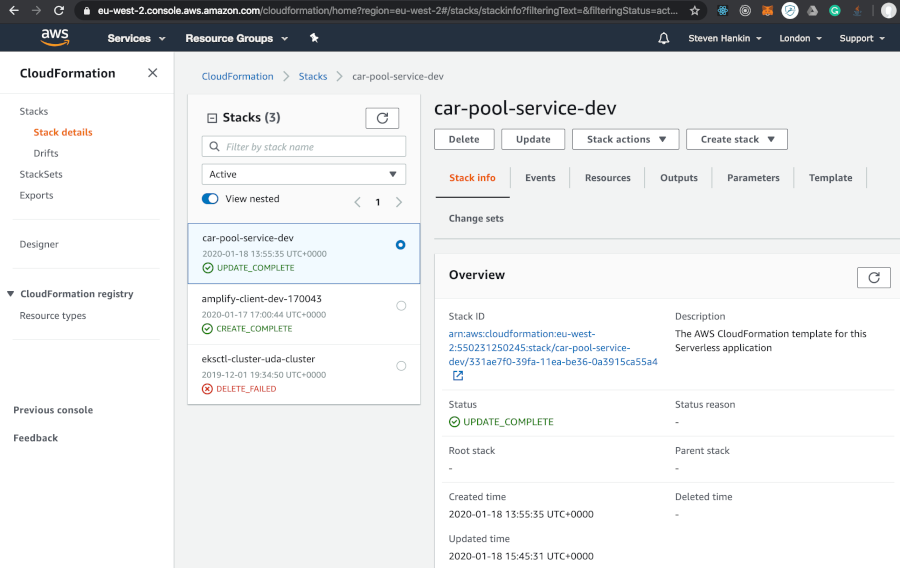 eu-west-2.console.aws.amazon.com/cloudformation/home?region=eu-west-2#/stacks/stackinfo?filteringText=&filteringStatus=act...
aws
Services
Resource Groups
Steven Hankin
London
Support
CloudFormation
Stacks
Stack details
Drifts
StackSets
Exports
Designer
CloudFormation registry
Resource types
Previous console
Feedback
CloudFormation
Stacks
car-pool-service-dev
Stacks (3)
Filter by stack name
Active
View nested
1
car-pool-service-dev
2020-01-18 13:55:35 UTC+0000
UPDATE_COMPLETE
amplify-client-dev-170043
2020-01-17 17:00:44 UTC+0000
CREATE_COMPLETE
eksctl-cluster-uda-cluster
2019-12-01 19:34:50 UTC+0000
DELETE_FAILED
car-pool-service-dev
Delete
Update
Stack actions
Create stack
Stack info
Events
Resources
Outputs
Parameters
Template
Change sets
Overview
Stack ID
arn:aws:cloudformation:eu-west-
2:550231250245:stack/car-pool-service-
dev/331ae7f0-39fa-11ea-be36-0a3915ca55a4
Description
The AWS CloudFormation template for this
Serverless application
Status
UPDATE_COMPLETE
Status reason
-
Root stack
-
Parent stack
-
Created time
2020-01-18 13:55:35 UTC+0000
Deleted time
-
Updated time
2020-01-18 15:45:31 UTC+0000